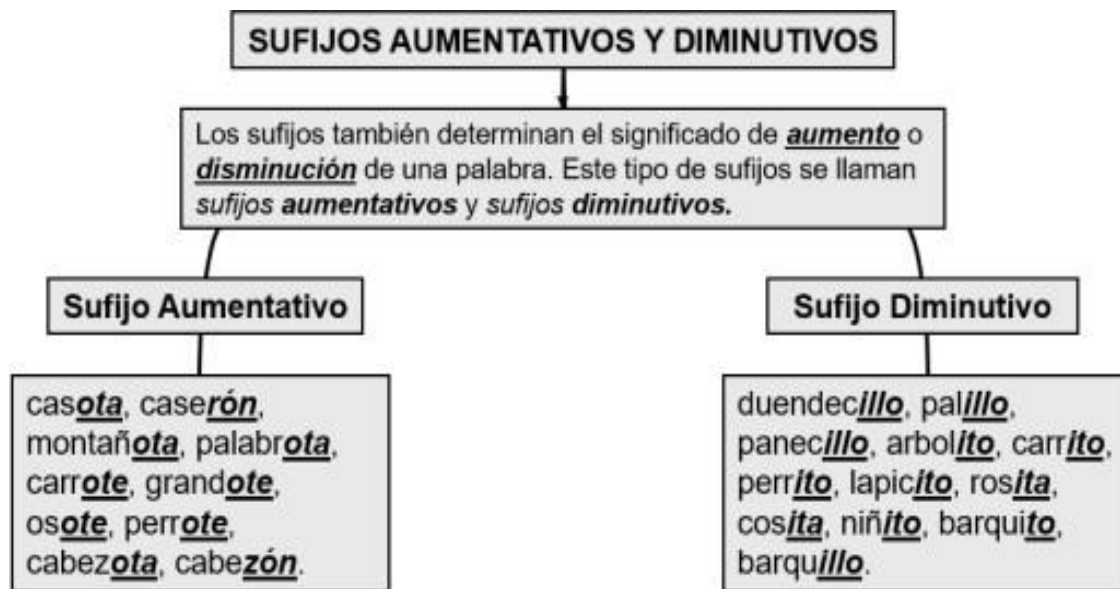 SUFIJOS AUMENTATIVOS Y DIMINUTIVOS
Los sufijos también determinan el significado de aumento o
disminución de una palabra. Este tipo de sufijos se llaman
sufijos aumentativos y sufijos diminutivos.
Sufijo Aumentativo
casota, caserón,
montañota, palabrota,
carrote, grandote,
osote, perrote,
cabezota, cabezón.
Sufijo Diminutivo
duendecillo, palillo,
panecillo, arbolito, carrito,
perrito, lapicito, rosita,
cosita, niñito, barquito,
barquillo.